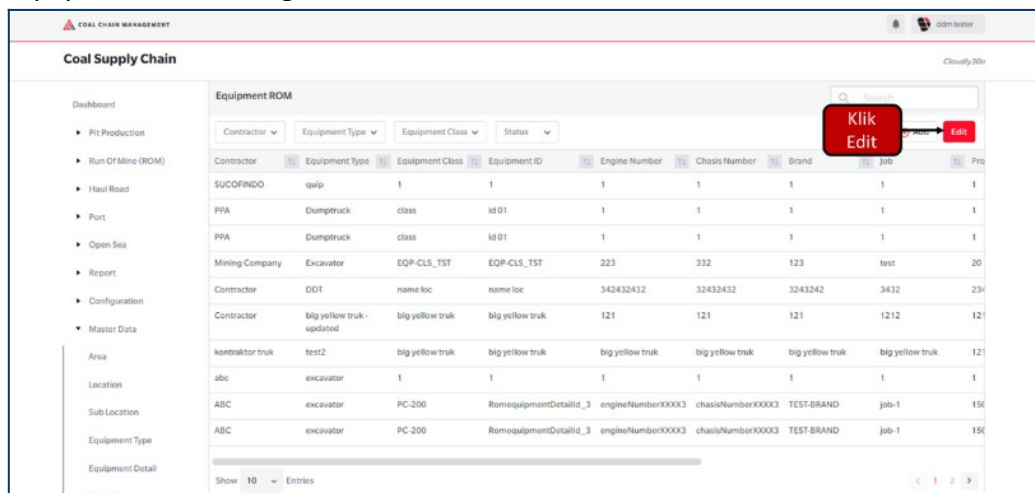 COAL CHAIN MANAGEMENT
ddm tester
Coal Supply Chain
Cloudly30o
Dashboard
Pit Production
Run Of Mine (ROM)
Haul Road
Port
Open Sea
Report
Configuration
Master Data
Area
Location
Sub Location
Equipment Type
Equipment Detail
Equipment ROM
Search
Klik
Edit
Contractor Equipment Type Equipment Class Status Add Edit
Contractor Equipment Type Equipment Class Equipment ID Engine Number Chasis Number Brand Job Pro
SUCOFINDO quip 1 1 1 1 1 1 1
PPA Dumptruck class id 01 1 1 1 1 1
PPA Dumptruck class id 01 1 1 1 1 1
Mining Company Excavator EQP-CLS_TST EQP-CLS_TST 223 332 123 test 20
Contractor DDT name loc name loc 342432432 32432432 3243242 3432 234
Contractor big yellow truk - big yellow truk big yellow truk 121 121 121 1212 121
updated
kontraktor truk test2 big yellow truk big yellow truk big yellow truk big yellow truk big yellow truk big yellow truk 121
abc excavator 1 1 1 1 1 1 1
ABC excavator PC-200 RomequipmentDetailId_3 engineNumberXXXX3 chasisNumberXXXX3 TEST-BRAND job-1 150
ABC excavator PC-200 RomequipmentDetailId_3 engineNumberXXXX3 chasisNumberXXXX3 TEST-BRAND job-1 150
Show 10 Entries
< 1 2 >